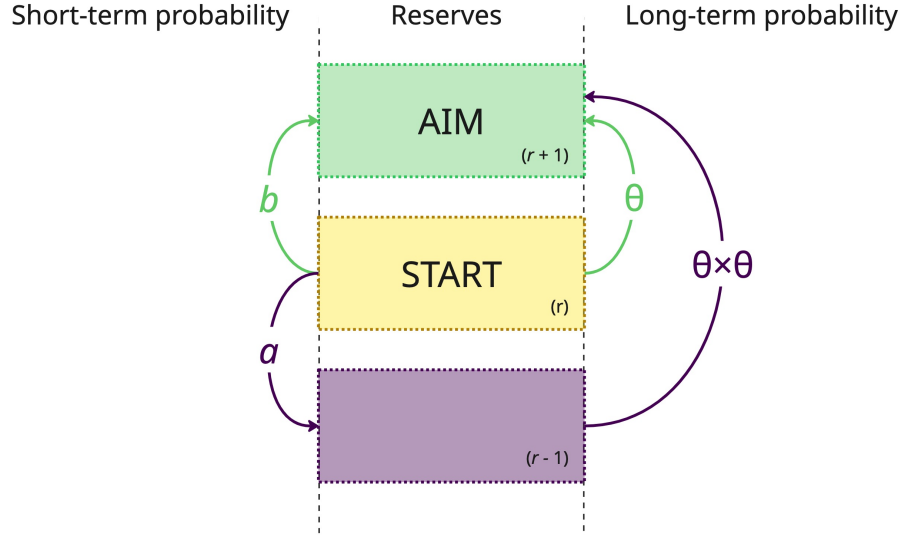 Short-term probability
Reserves
Long-term probability
AIM
(r + 1)
b
θ
START
(r)
θ×θ
a
(r - 1)